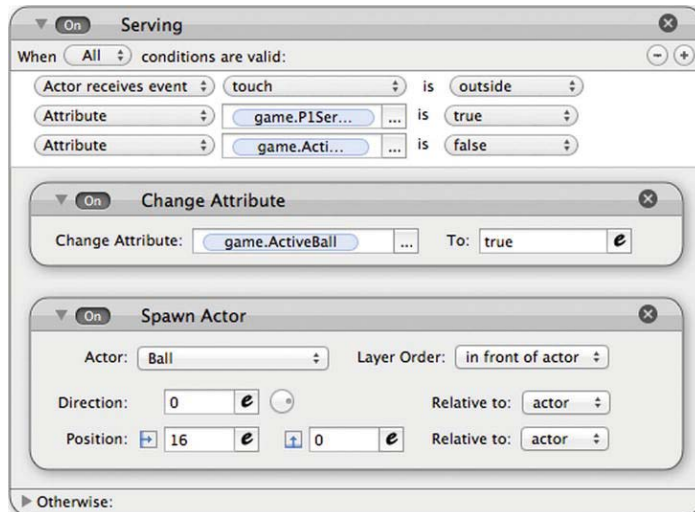 On Serving
When All conditions are valid:
Actor receives event touch is outside
Attribute game.P1Ser... ... is true
Attribute game.Acti... ... is false
On Change Attribute
Change Attribute: game.ActiveBall ... To: true e
On Spawn Actor
Actor: Ball Layer Order: in front of actor
Direction: 0 e Relative to: actor
Position: 16 e 0 e Relative to: actor
Otherwise: